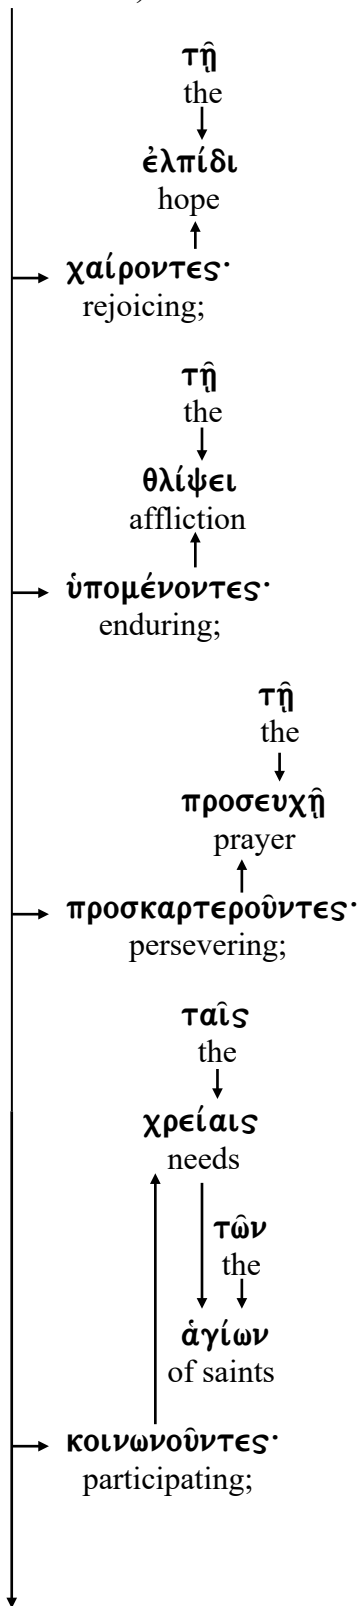 τῇ
the
ἐλπίδι
hope
χαίροντες·
rejoicing;
τῇ
the
θλίψει
affliction
ὑπομένοντες·
enduring;
τῇ
the
προσευχῇ
prayer
προσκαρτεροῦντες·
persevering;
ταῖς
the
χρείαις
needs
τῶν
the
ἁγίων
of saints
κοινωνοῦντες·
participating;